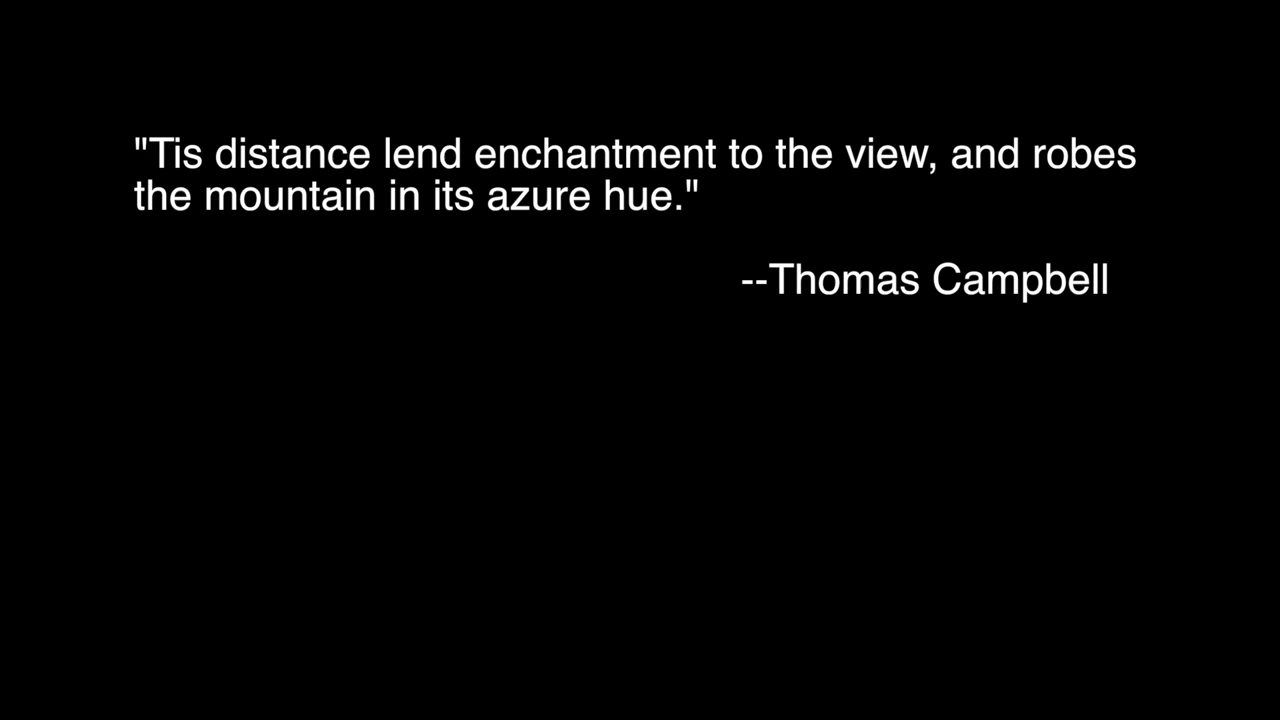 "Tis distance lend enchantment to the view, and robes
the mountain in its azure hue."
--Thomas Campbell